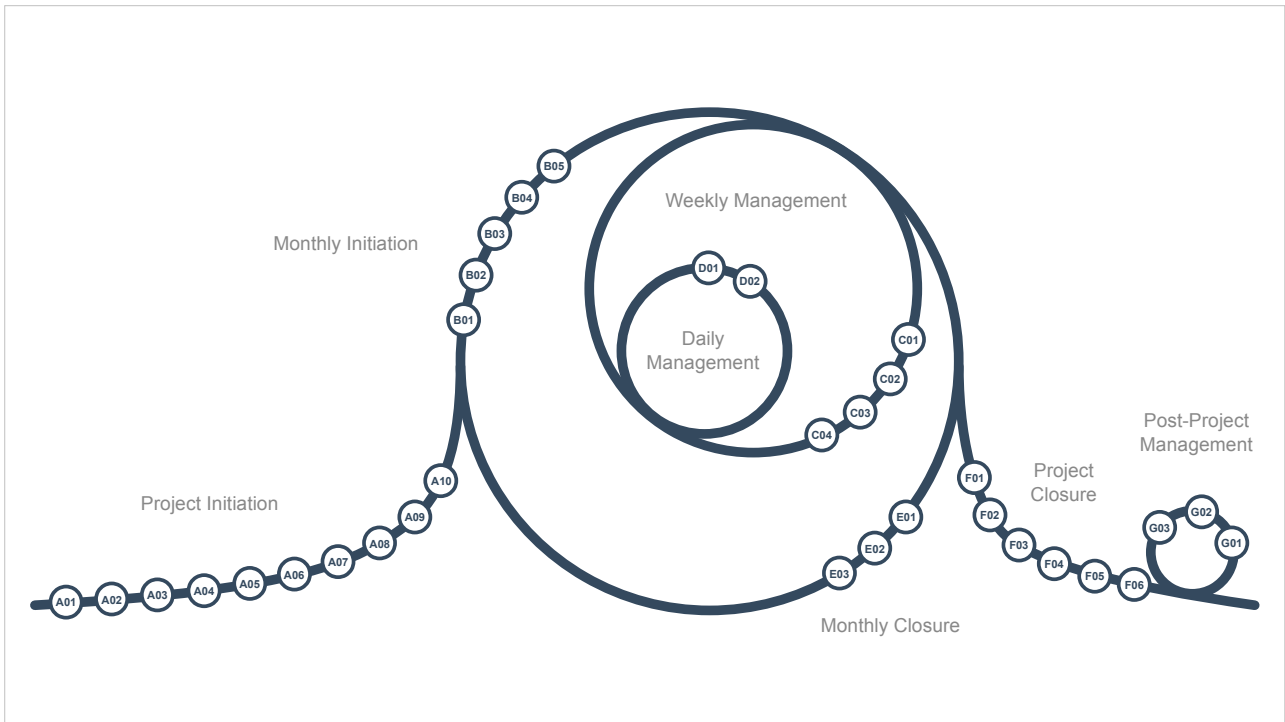 Project Initiation
A01
A02
A03
A04
A05
A06
A07
A08
A09
A10
Monthly Initiation
B01
B02
B03
B04
B05
Weekly Management
C01
C02
C03
C04
Daily
Management
D01
D02
Monthly Closure
E01
E02
E03
Project
Closure
F01
F02
F03
F04
F05
F06
Post-Project
Management
G01
G02
G03